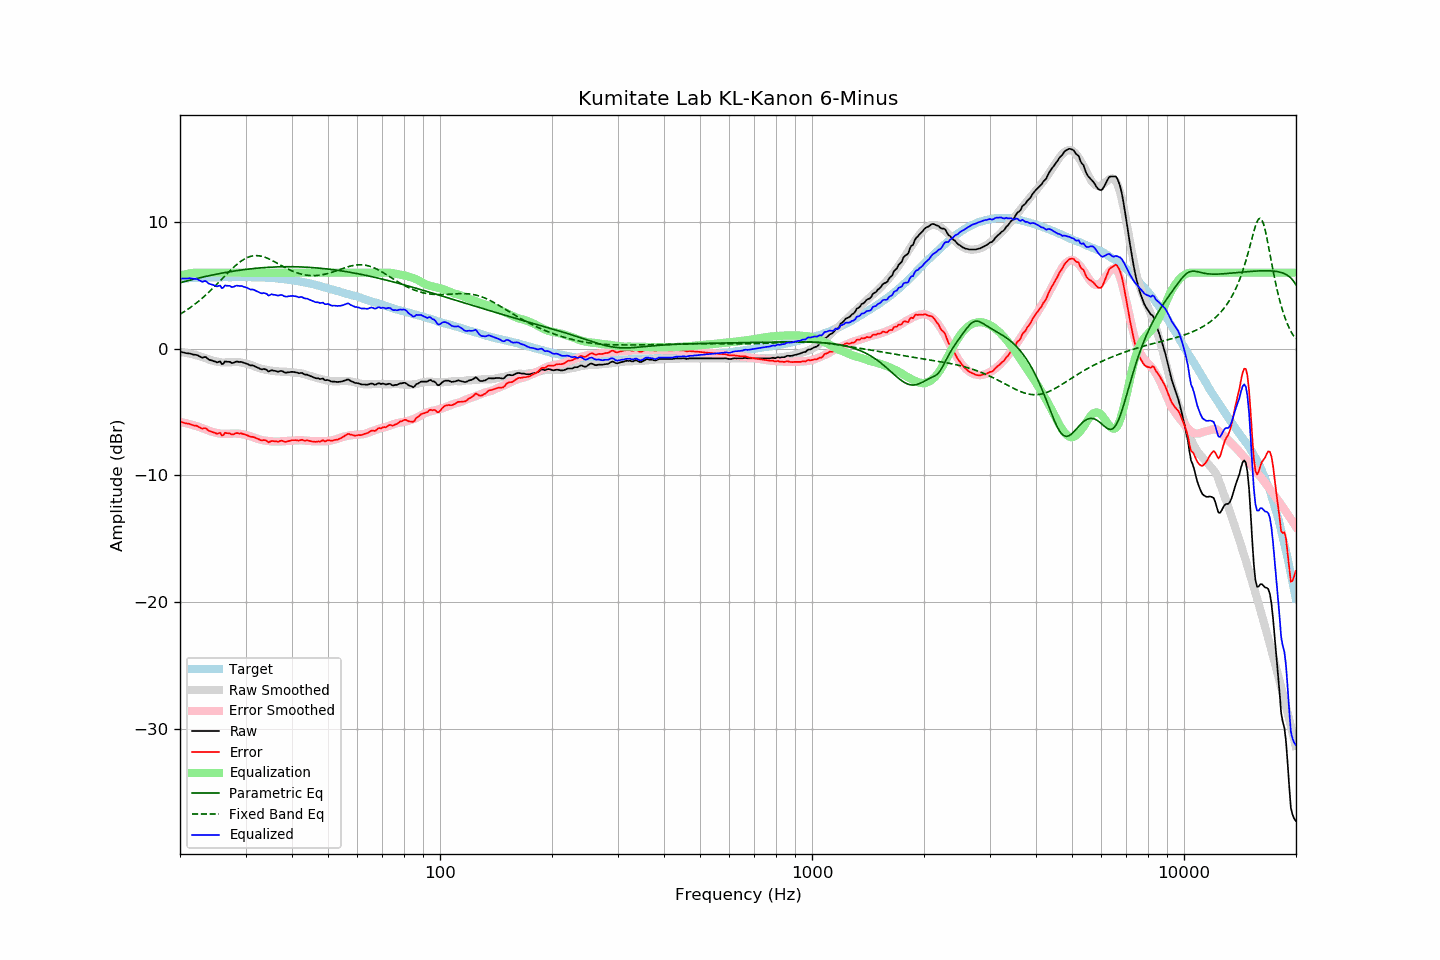 Kumitate Lab KL-Kanon 6-Minus
Amplitude (dBr)
10
0
−10
−20
−30
Target
Raw Smoothed
Error Smoothed
Raw
Error
Equalization
Parametric Eq
Fixed Band Eq
Equalized
100 1000 10000
Frequency (Hz)